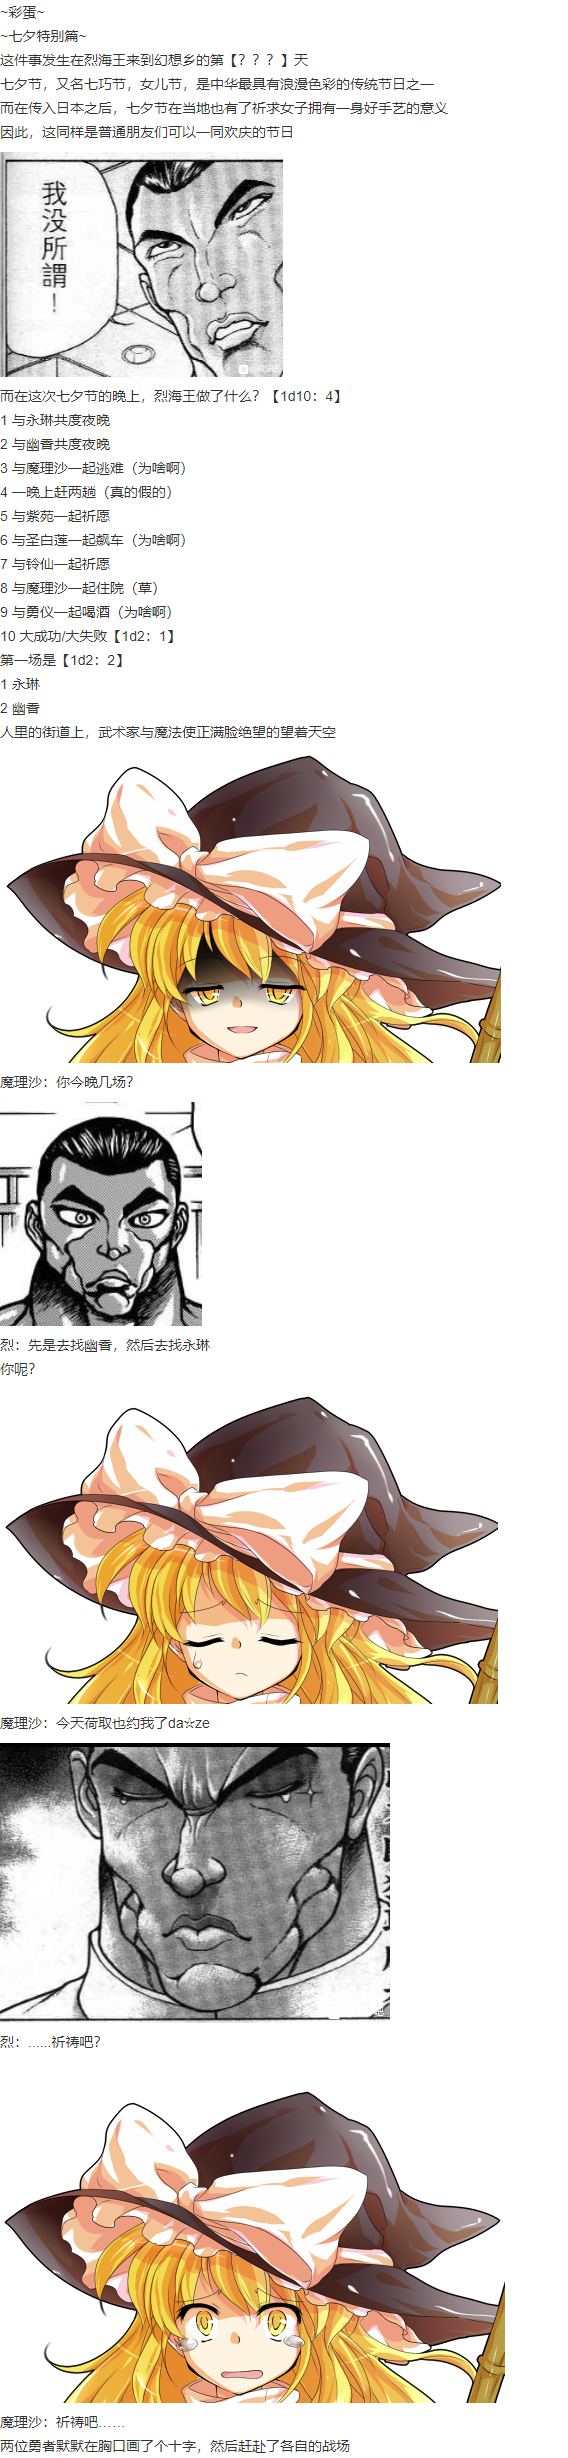 ~彩蛋~
~七夕特别篇~
这件事发生在烈海王来到幻想乡的第【？？？】天
七夕节，又名七巧节，女儿节，是中华最具有浪漫色彩的传统节日之一
而在传入日本之后，七夕节在当地也有了祈求女子拥有一身好手艺的意义
因此，这同样是普通朋友们可以一同欢庆的节日
我没所謂！
而在这次七夕节的晚上，烈海王做了什么？【1d10：4】
1 与永琳共度夜晚
2 与幽香共度夜晚
3 与魔理沙一起逃难（为啥啊）
4 一晚上赶两趟（真的假的）
5 与紫苑一起祈愿
6 与圣白莲一起飙车（为啥啊）
7 与铃仙一起祈愿
8 与魔理沙一起住院（草）
9 与勇仪一起喝酒（为啥啊）
10 大成功/大失败【1d2：1】
第一场是【1d2：2】
1 永琳
2 幽香
人里的街道上，武术家与魔法使正满脸绝望的望着天空
魔理沙：你今晚几场？
烈：先是去找幽香，然后去找永琳
你呢？
魔理沙：今天荷取也约我了da☆ze
烈：......祈祷吧？
魔理沙：祈祷吧……
两位勇者默默在胸口画了个十字，然后赶赴了各自的战场